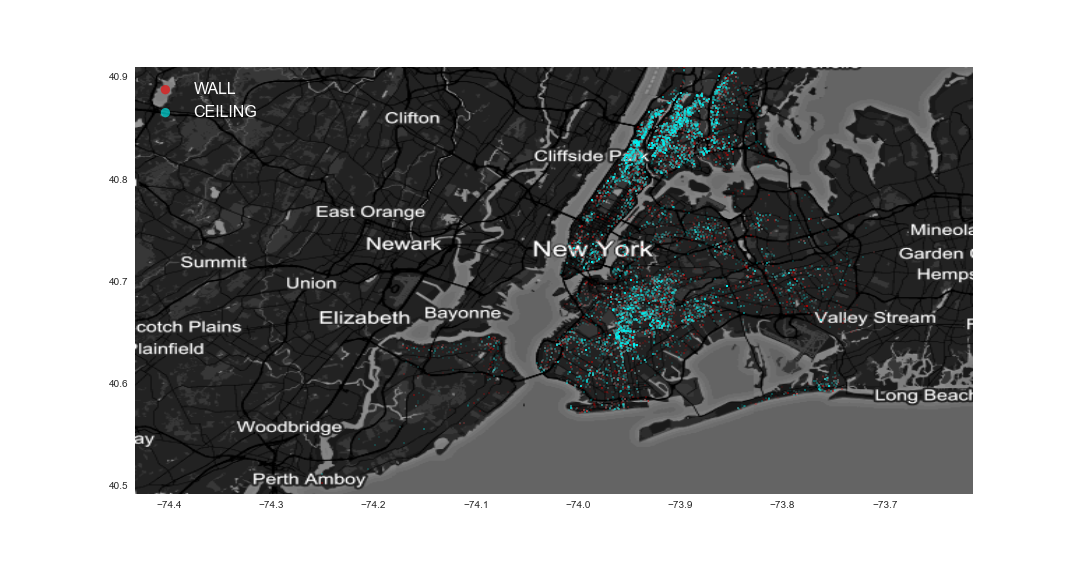 40.9
WALL
CEILING
Clifton
Cliffside Park
40.8
East Orange
Newark
New York
Mineola
Garden
Summit
Hemps
40.7
Union
Elizabeth
Bayonne
Valley Stream
cotch Plains
Plainfield
40.6
Long Beach
Woodbridge
ay
Perth Amboy
40.5
−74.4 −74.3 −74.2 −74.1 −74.0 −73.9 −73.8 −73.7